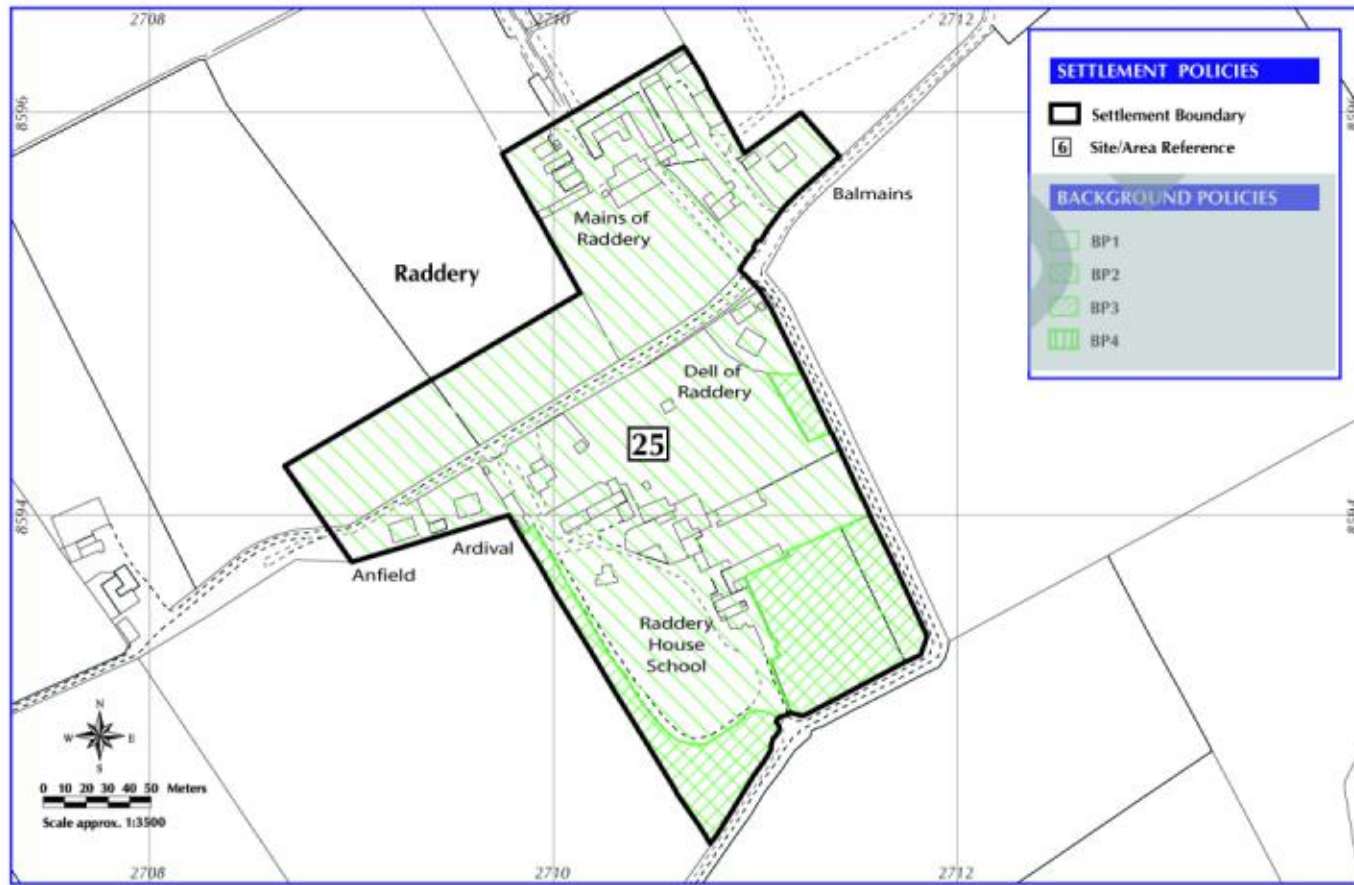 2708
2710
2712
SETTLEMENT POLICIES
Settlement Boundary
6 Site/Area Reference
BACKGROUND POLICIES
BP1
BP2
BP3
BP4
8596
8596
Balmains
Mains of
Raddery
Raddery
Dell of
Raddery
25
8594
8594
Ardival
Anfield
Raddery
House
School
N
W E
S
0 10 20 30 40 50 Meters
Scale approx. 1:3500
2708
2710
2712